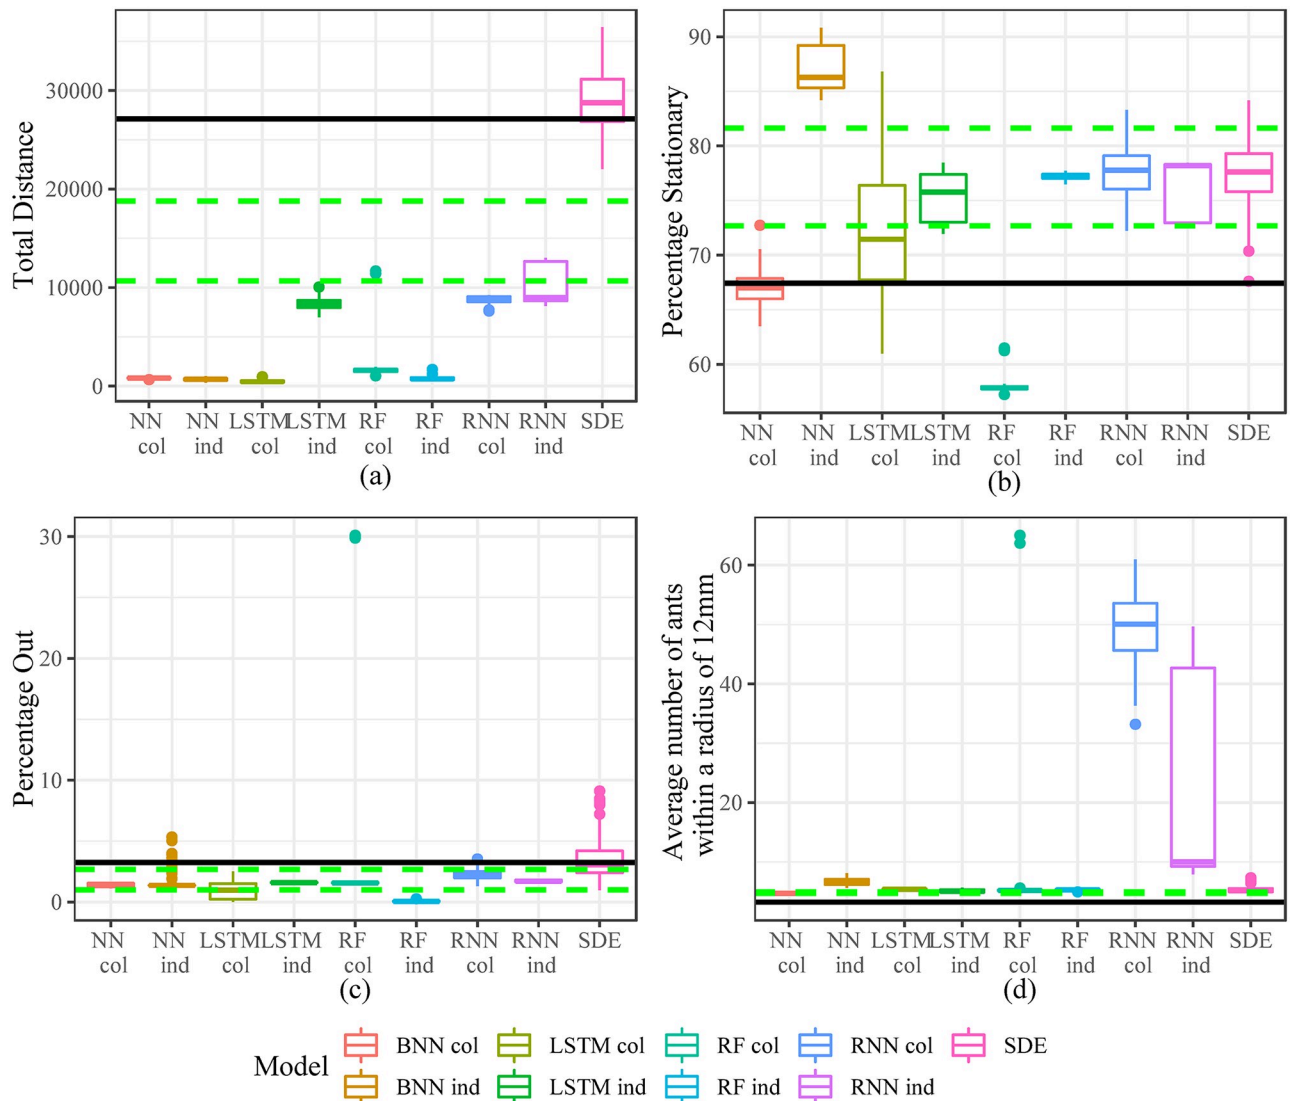 Total Distance
30000
20000
10000
0
NN col
NN ind
LSTM col
LSTM ind
RF col
RF ind
RNN col
RNN ind
SDE
(a)
Percentage Stationary
90
80
70
60
NN col
NN ind
LSTM col
LSTM ind
RF col
RF ind
RNN col
RNN ind
SDE
(b)
Percentage Out
30
20
10
0
NN col
NN ind
LSTM col
LSTM ind
RF col
RF ind
RNN col
RNN ind
SDE
(c)
Average number of ants
within a radius of 12mm
60
40
20
NN col
NN ind
LSTM col
LSTM ind
RF col
RF ind
RNN col
RNN ind
SDE
(d)
Model
BNN col
LSTM col
RF col
RNN col
SDE
BNN ind
LSTM ind
RF ind
RNN ind